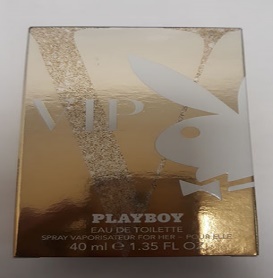 VIP
PLAYBOY
EAU DE TOILETTE
SPRAY VAPORISATEUR FOR HER – POUR ELLE
40 ml e 1.35 FL OZ